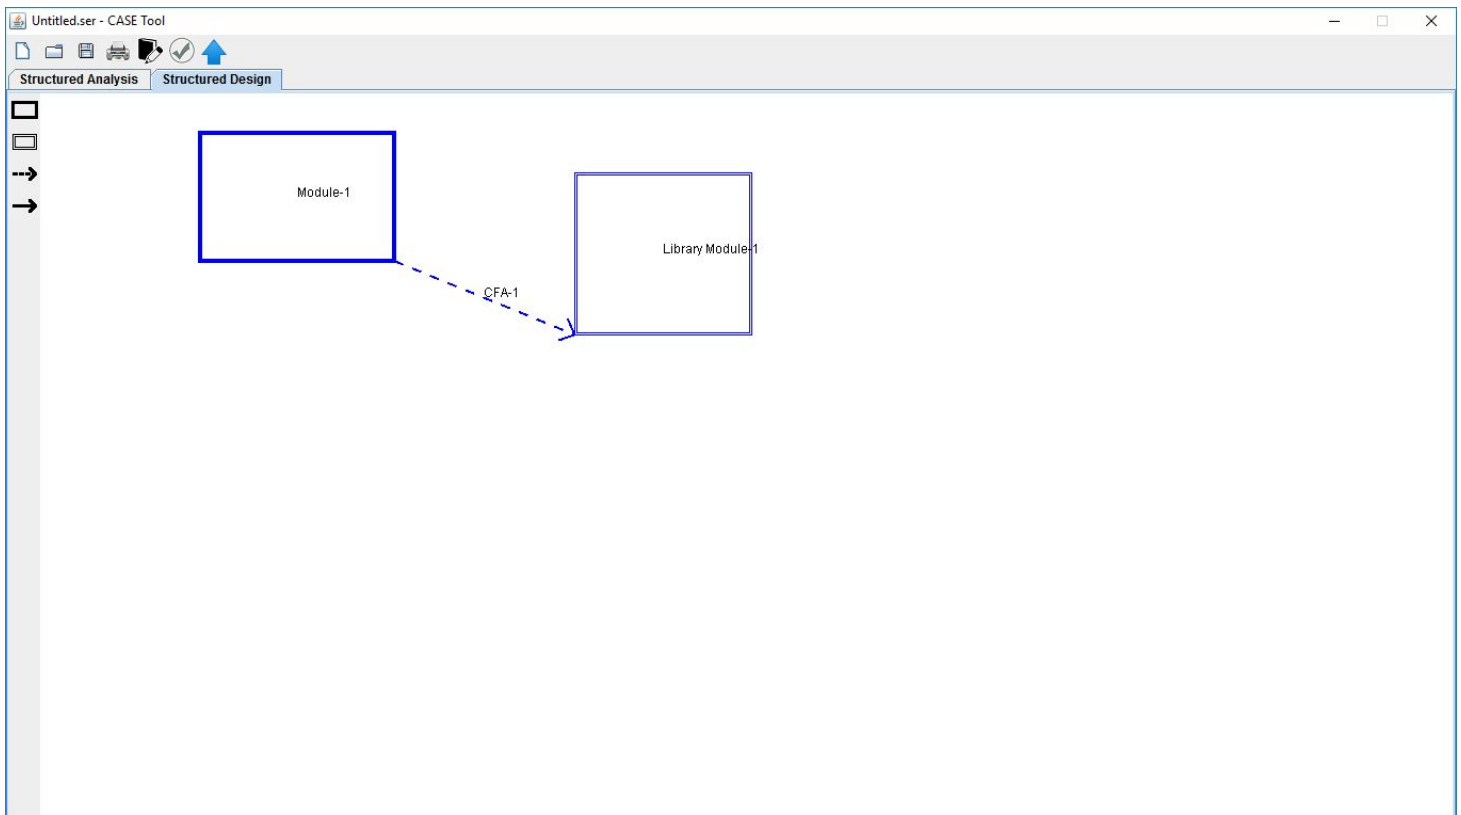 Untitled.ser - CASE Tool
Structured Analysis
Structured Design
Module-1
Library Module-1
CFA-1